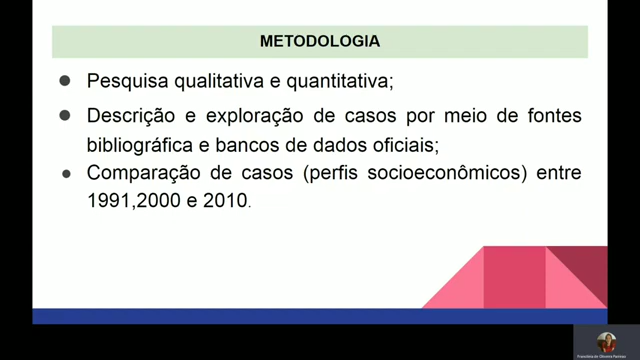 METODOLOGIA
● Pesquisa qualitativa e quantitativa;
● Descrição e exploração de casos por meio de fontes
bibliográfica e bancos de dados oficiais;
● Comparação de casos (perfis socioeconômicos) entre
1991,2000 e 2010.